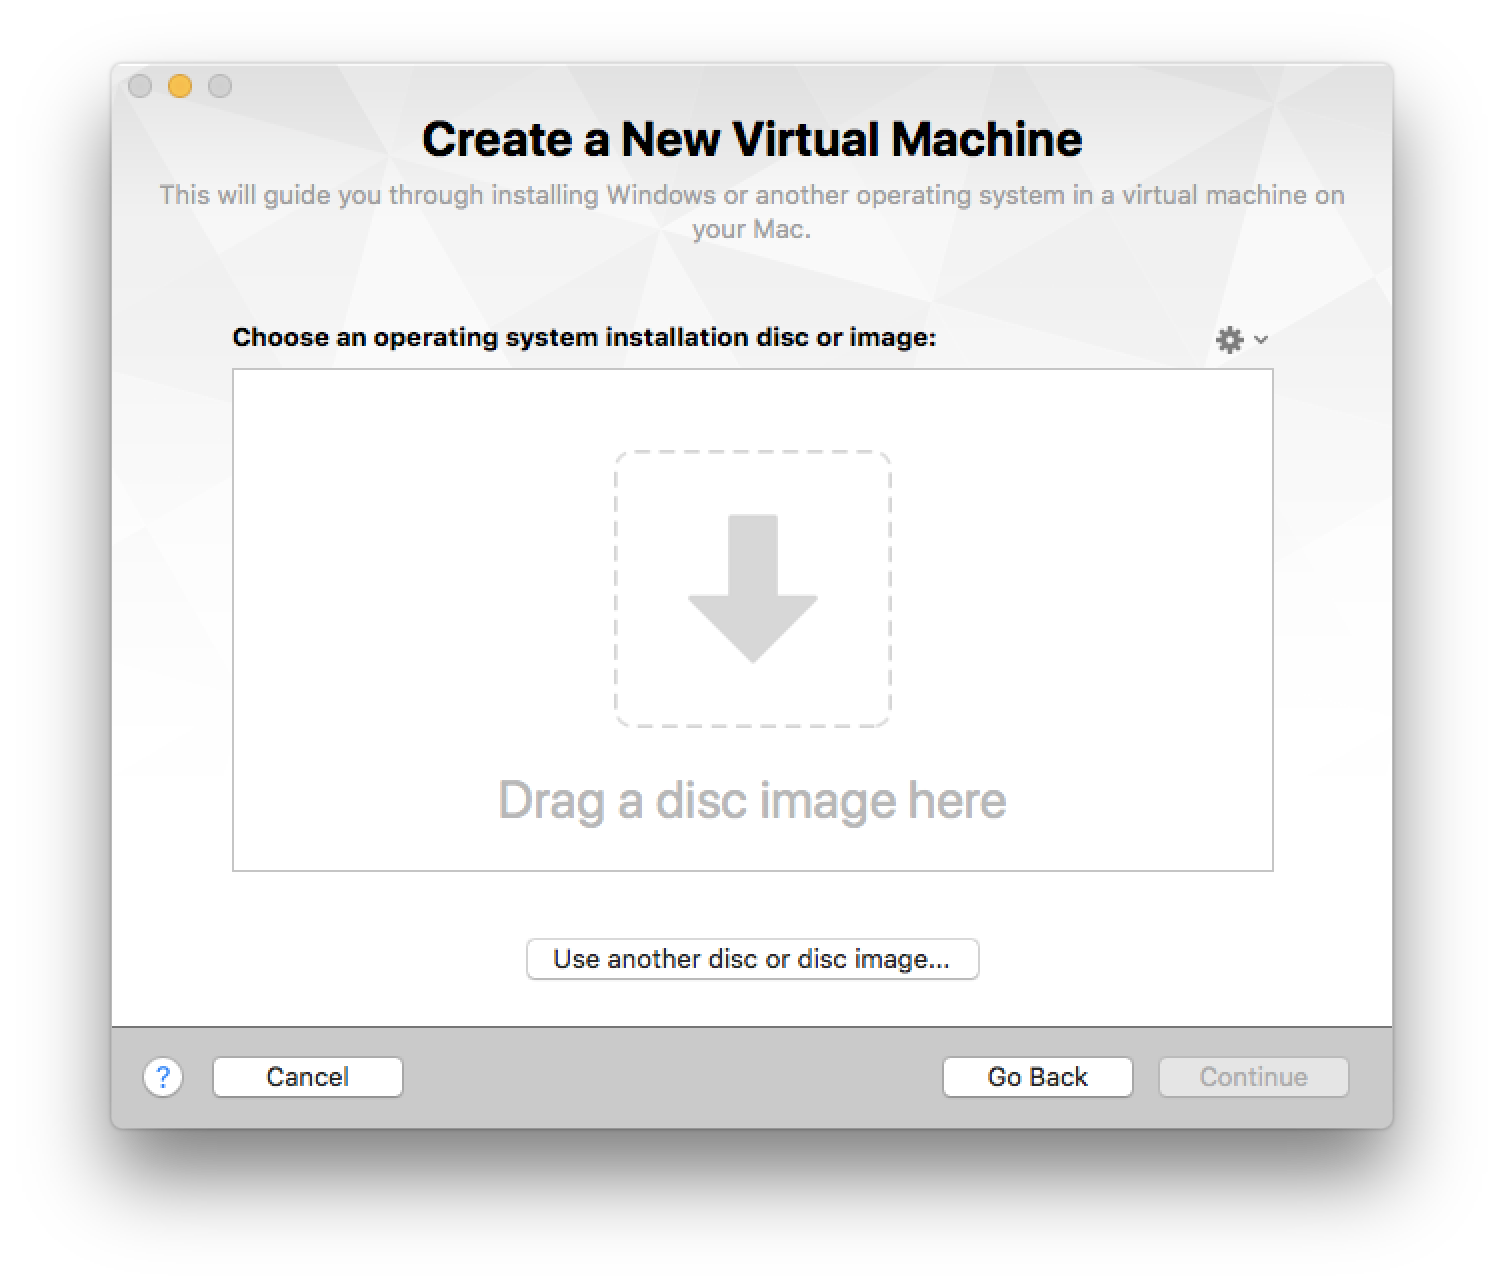 Create a New Virtual Machine
This will guide you through installing Windows or another operating system in a virtual machine on
your Mac.
Choose an operating system installation disc or image:
Drag a disc image here
Use another disc or disc image...
?
Cancel
Go Back
Continue